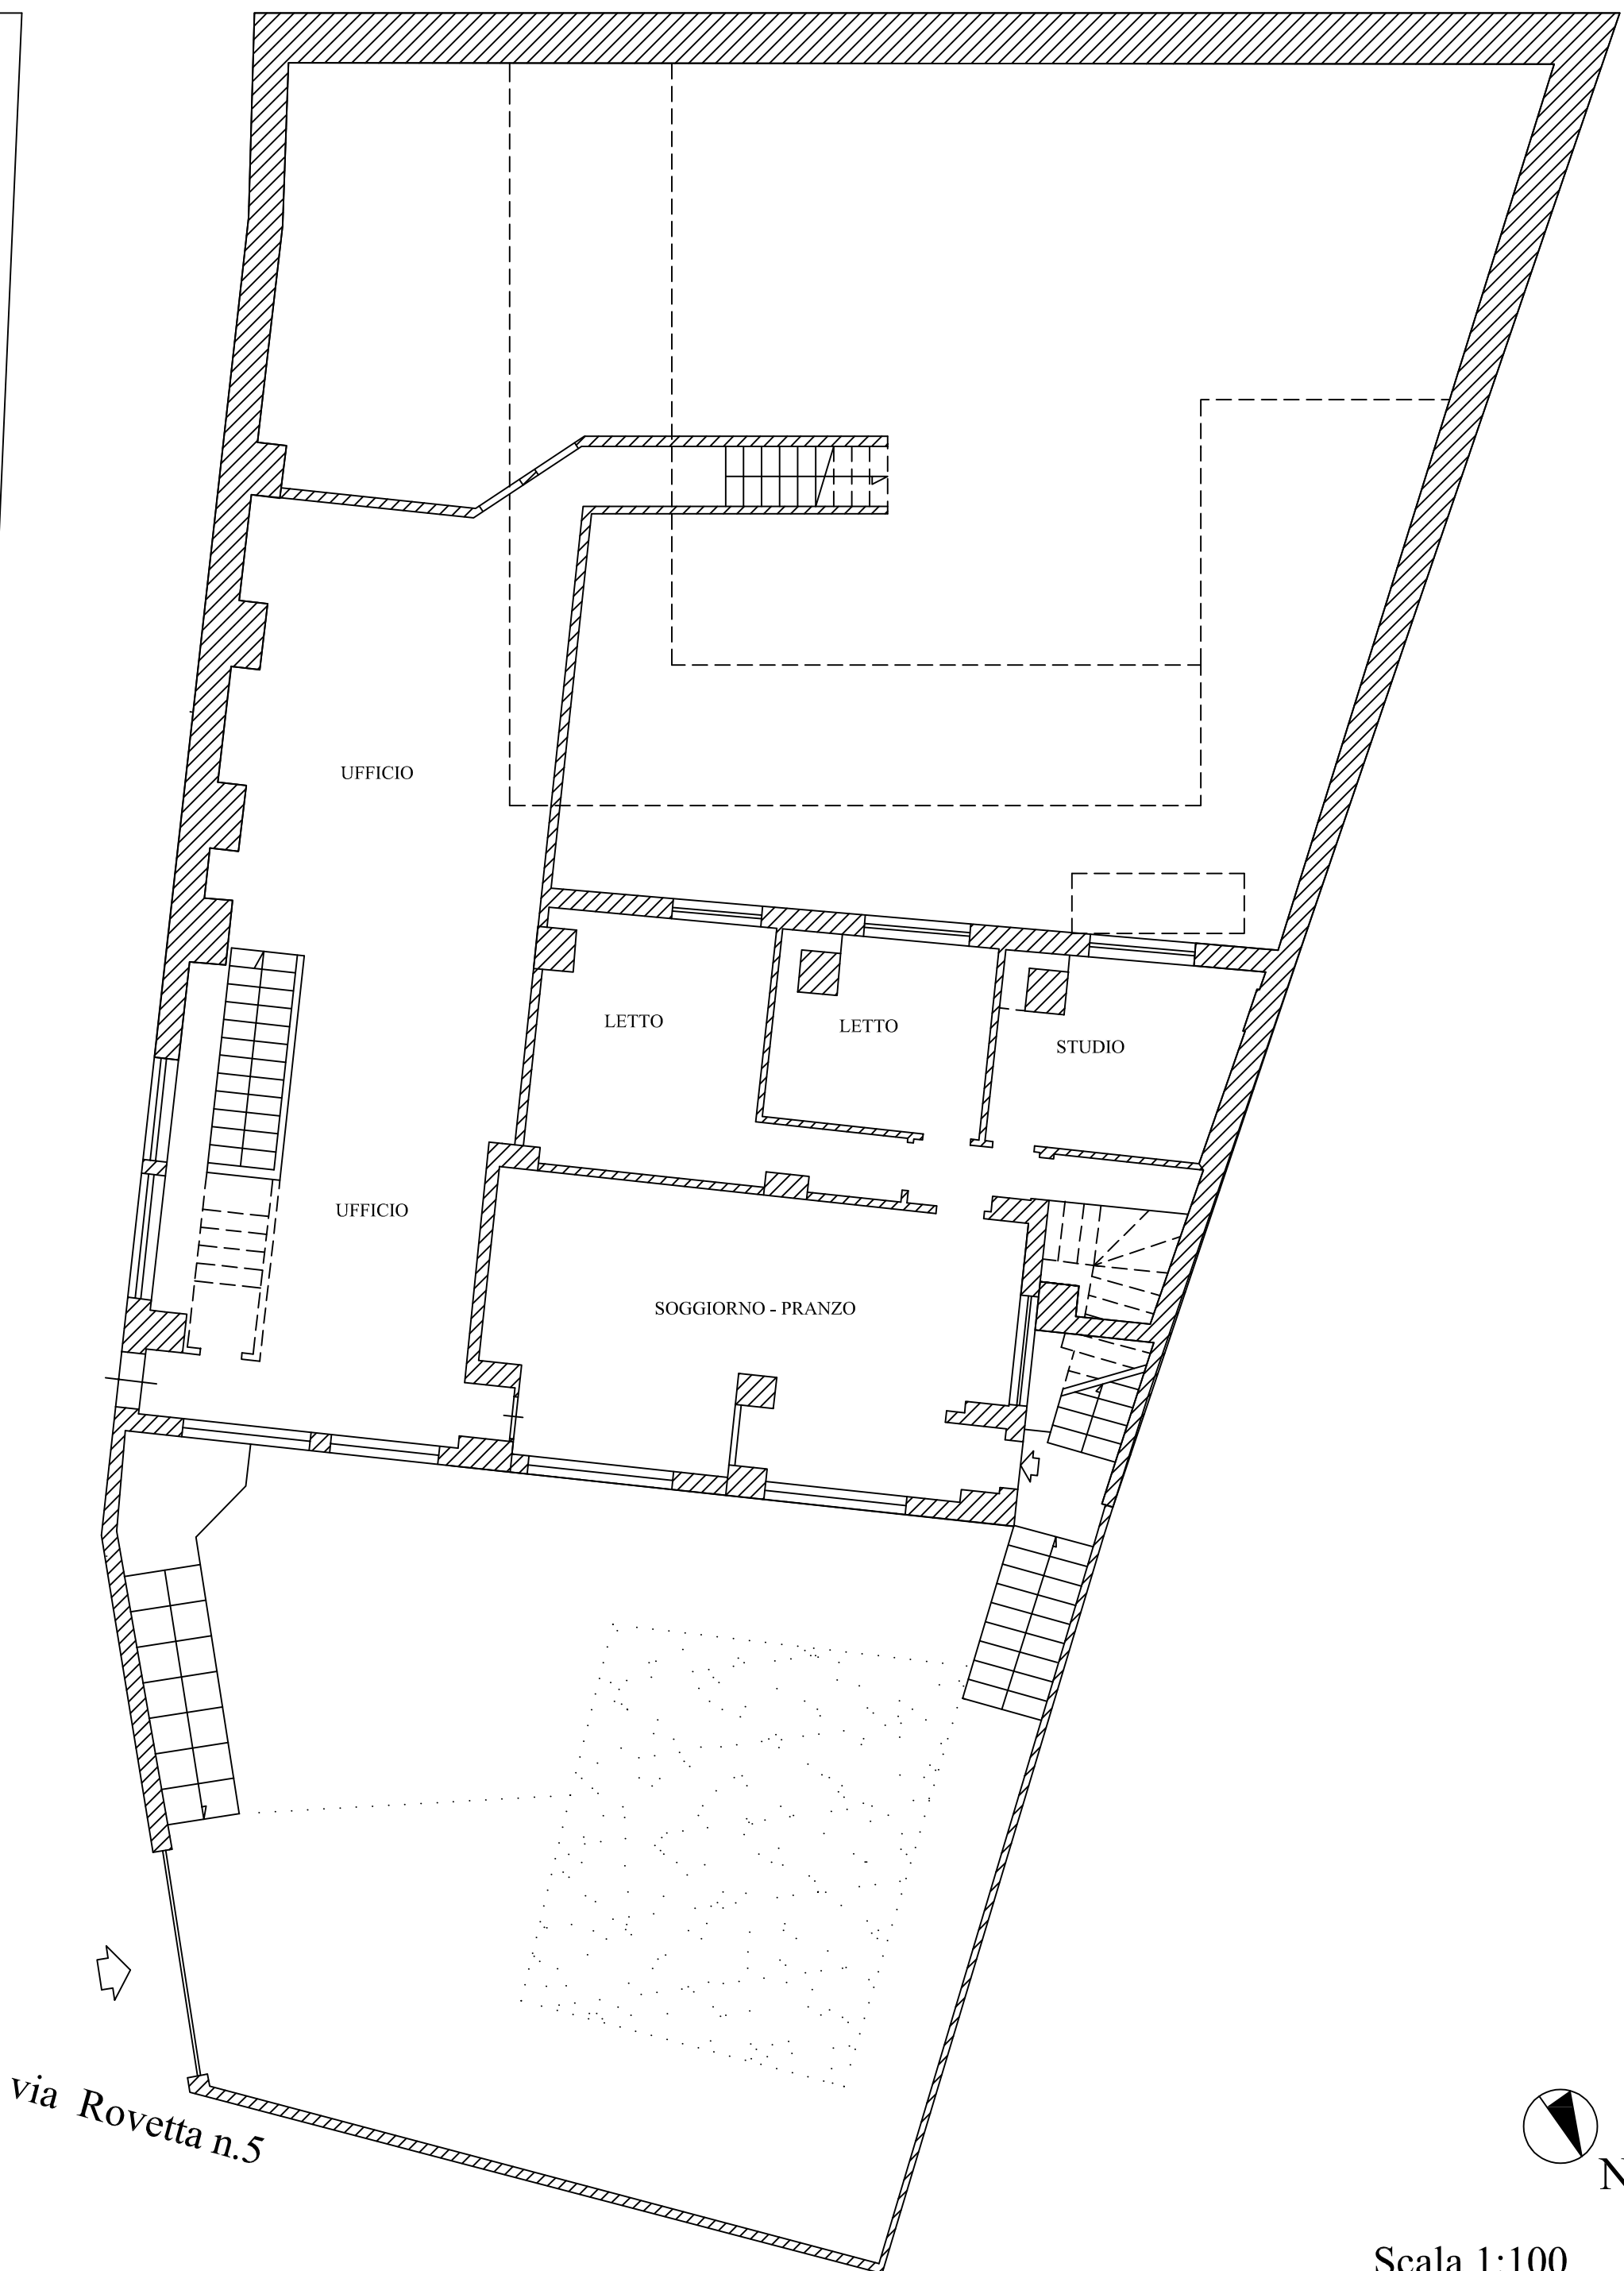 UFFICIO
LETTO
LETTO
STUDIO
UFFICIO
SOGGIORNO - PRANZO
via Rovetta n.5
N
Scala 1:100